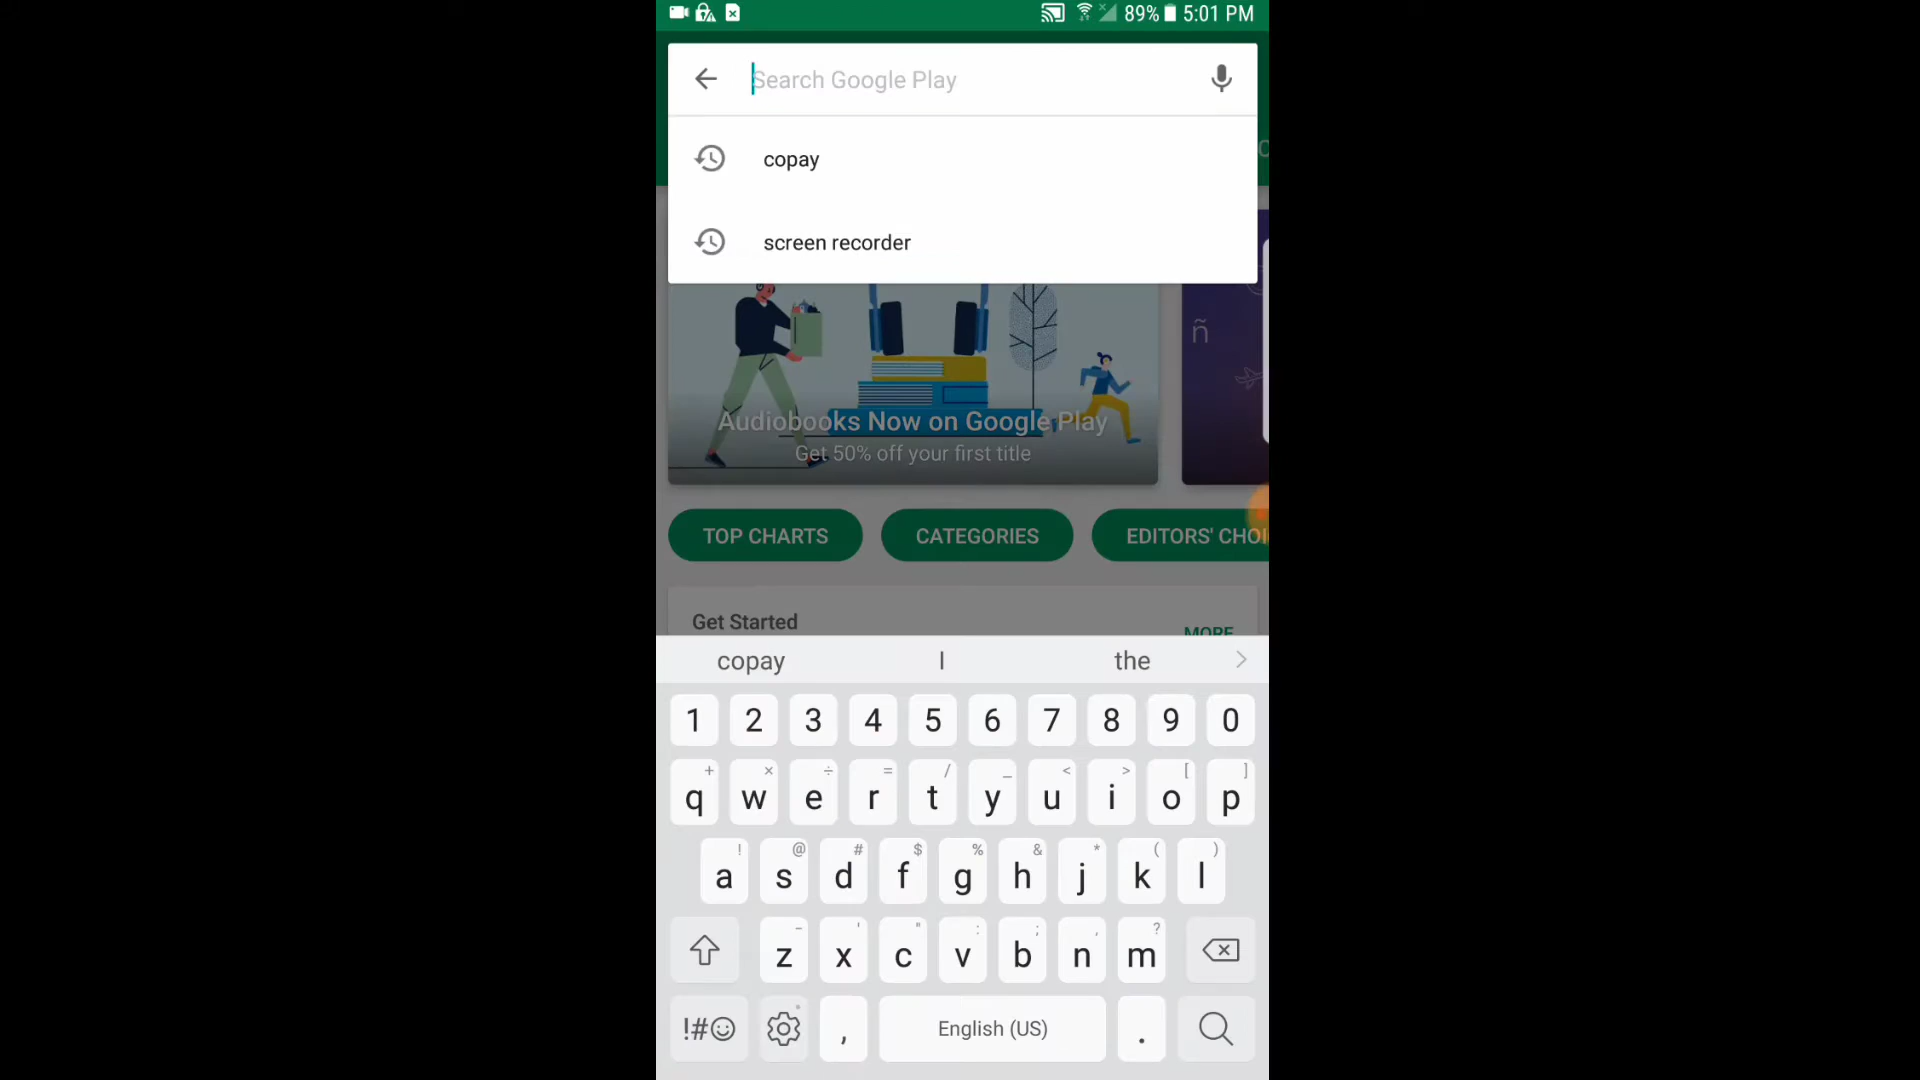 89% 5:01 PM
Search Google Play
copay
screen recorder
ñ
Audiobooks Now on Google Play
Get 50% off your first title
TOP CHARTS CATEGORIES EDITORS' CHOI
Get Started
MORE
copay I the
1 2 3 4 5 6 7 8 9 0
+ × ÷ = / _ < > [ ]
q w e r t y u i o p
! @ # $ % & * ( )
a s d f g h j k l
- ' " : ; , ?
z x c v b n m
!#☺ , English (US) .